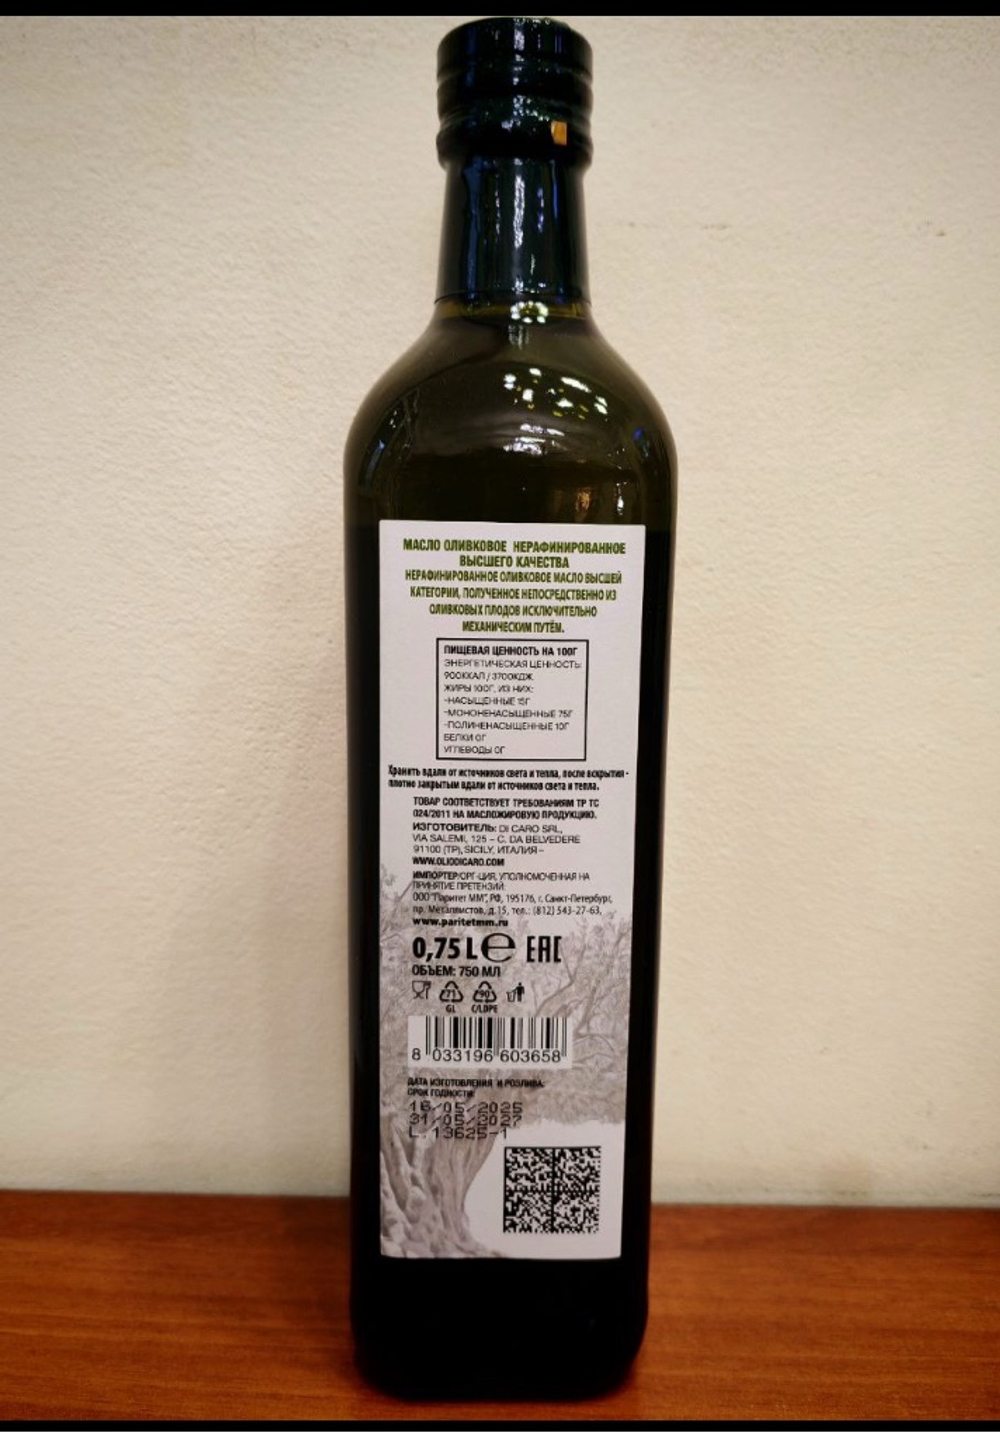 МАСЛО ОЛИВКОВОЕ НЕРАФИНИРОВАННОЕ
ВЫСШЕГО КАЧЕСТВА
НЕРАФИНИРОВАННОЕ ОЛИВКОВОЕ МАСЛО ВЫСШЕЙ
КАТЕГОРИИ, ПОЛУЧЕННОЕ НЕПОСРЕДСТВЕННО ИЗ
ОЛИВКОВЫХ ПЛОДОВ ИСКЛЮЧИТЕЛЬНО
МЕХАНИЧЕСКИМ ПУТЁМ.
ПИЩЕВАЯ ЦЕННОСТЬ НА 100Г
ЭНЕРГЕТИЧЕСКАЯ ЦЕННОСТЬ:
900ККАЛ / 3700КДЖ.
ЖИРЫ 100Г, ИЗ НИХ:
-НАСЫЩЕННЫЕ 15Г
-МОНОНЕНАСЫЩЕННЫЕ 75Г
-ПОЛИНЕНАСЫЩЕННЫЕ 10Г
БЕЛКИ 0Г
УГЛЕВОДЫ 0Г
Хранить вдали от источников света и тепла, после вскрытия -
плотно закрытым вдали от источников света и тепла.
ТОВАР СООТВЕТСТВУЕТ ТРЕБОВАНИЯМ ТР ТС
024/2011 НА МАСЛОЖИРОВУЮ ПРОДУКЦИЮ.
ИЗГОТОВИТЕЛЬ: DI CARO SRL,
VIA SALEMI, 125 – C. DA BELVEDERE
91100 (TP), SICILY, ИТАЛИЯ –
WWW.OLIODICARO.COM
ИМПОРТЕР/ОРГ-ЦИЯ, УПОЛНОМОЧЕННАЯ НА
ПРИНЯТИЕ ПРЕТЕНЗИЙ:
ООО "Паритет ММ", РФ, 195176, г. Санкт-Петербург,
пр. Металлистов, д.15, тел.: (812) 543-27-63,
www.paritetmm.ru
0,75 L e EAC
ОБЪЕМ: 750 МЛ
71 90
GL C/LDPE
8 033196 603658
ДАТА ИЗГОТОВЛЕНИЯ И РОЗЛИВА:
СРОК ГОДНОСТИ:
16/05/2025
31/05/2027
L. 13625-1